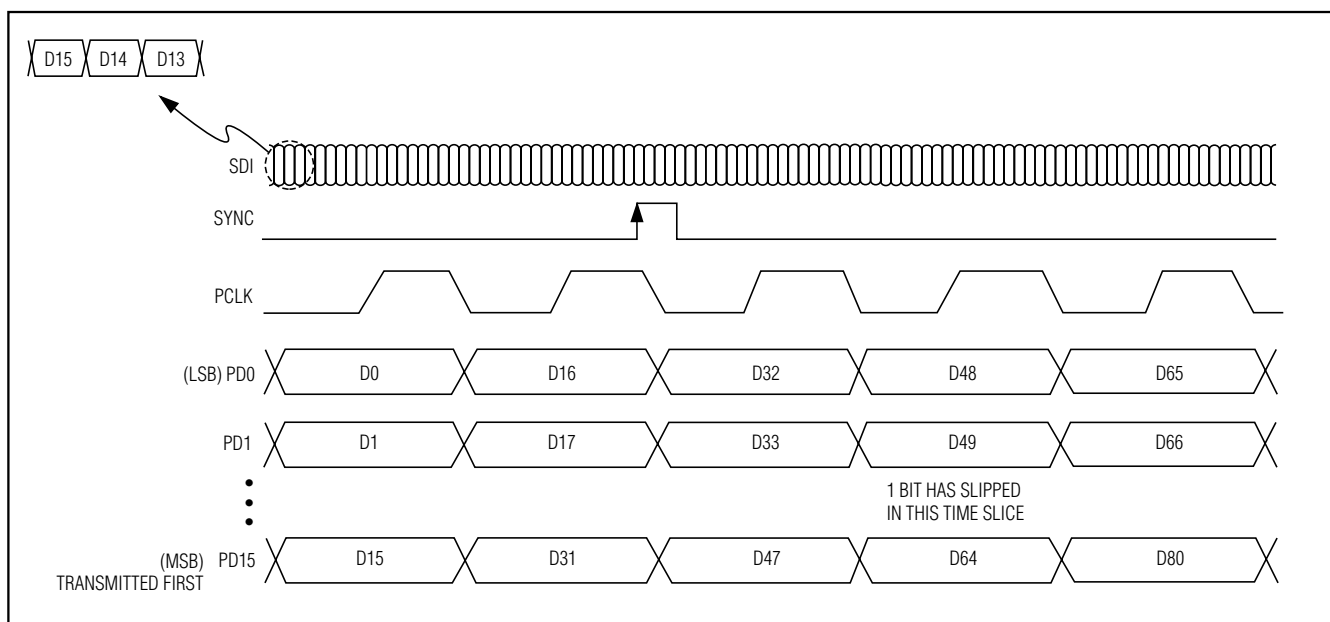 D15 D14 D13
SDI
SYNC
PCLK
(LSB) PD0 D0 D16 D32 D48 D65
PD1 D1 D17 D33 D49 D66
1 BIT HAS SLIPPED
IN THIS TIME SLICE
(MSB) PD15 D15 D31 D47 D64 D80
TRANSMITTED FIRST